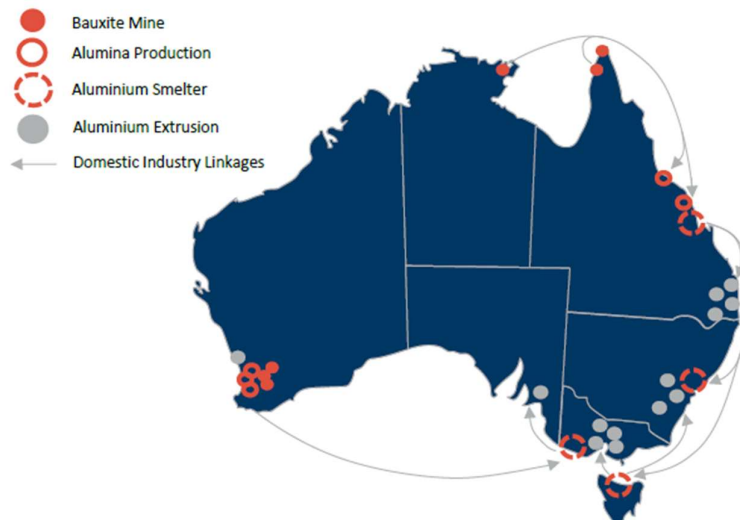 Bauxite Mine
Alumina Production
Aluminium Smelter
Aluminium Extrusion
Domestic Industry Linkages